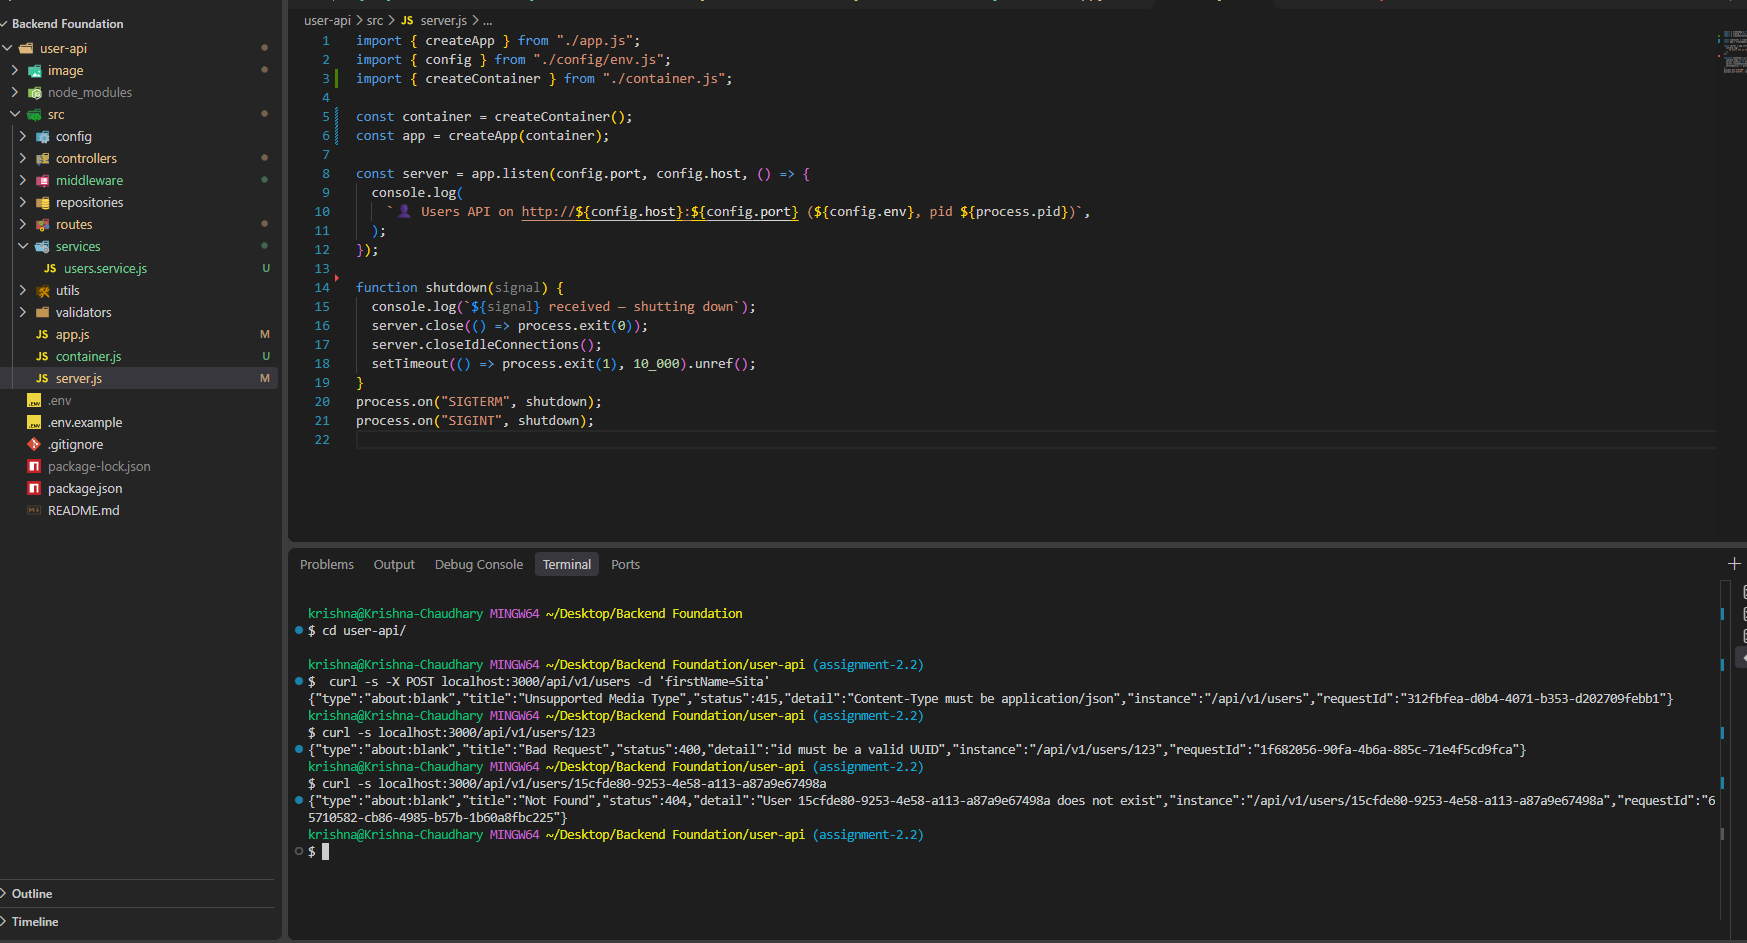 Backend Foundation
user-api
image
node_modules
src
config
controllers
middleware
repositories
routes
services
JS users.service.js U
utils
validators
JS app.js M
JS container.js U
JS server.js M
.env
.env.example
.gitignore
package-lock.json
package.json
README.md
Outline
Timeline
user-api > src > JS server.js > ...
1 import { createApp } from "./app.js";
2 import { config } from "./config/env.js";
3 import { createContainer } from "./container.js";
4
5 const container = createContainer();
6 const app = createApp(container);
7
8 const server = app.listen(config.port, config.host, () => {
9 console.log(
10 `👤 Users API on http://${config.host}:${config.port} (${config.env}, pid ${process.pid})`,
11 );
12 });
13
14 function shutdown(signal) {
15 console.log(`${signal} received — shutting down`);
16 server.close(() => process.exit(0));
17 server.closeIdleConnections();
18 setTimeout(() => process.exit(1), 10_000).unref();
19 }
20 process.on("SIGTERM", shutdown);
21 process.on("SIGINT", shutdown);
22
Problems Output Debug Console Terminal Ports
krishna@Krishna-Chaudhary MINGW64 ~/Desktop/Backend Foundation
$ cd user-api/
krishna@Krishna-Chaudhary MINGW64 ~/Desktop/Backend Foundation/user-api (assignment-2.2)
$  curl -s -X POST localhost:3000/api/v1/users -d 'firstName=Sita'
{"type":"about:blank","title":"Unsupported Media Type","status":415,"detail":"Content-Type must be application/json","instance":"/api/v1/users","requestId":"312fbfea-d0b4-4071-b353-d202709febb1"}
krishna@Krishna-Chaudhary MINGW64 ~/Desktop/Backend Foundation/user-api (assignment-2.2)
$ curl -s localhost:3000/api/v1/users/123
{"type":"about:blank","title":"Bad Request","status":400,"detail":"id must be a valid UUID","instance":"/api/v1/users/123","requestId":"1f682056-90fa-4b6a-885c-71e4f5cd9fca"}
krishna@Krishna-Chaudhary MINGW64 ~/Desktop/Backend Foundation/user-api (assignment-2.2)
$ curl -s localhost:3000/api/v1/users/15cfde80-9253-4e58-a113-a87a9e67498a
{"type":"about:blank","title":"Not Found","status":404,"detail":"User 15cfde80-9253-4e58-a113-a87a9e67498a does not exist","instance":"/api/v1/users/15cfde80-9253-4e58-a113-a87a9e67498a","requestId":"6
5710582-cb86-4985-b57b-1b60a8fbc225"}
krishna@Krishna-Chaudhary MINGW64 ~/Desktop/Backend Foundation/user-api (assignment-2.2)
$